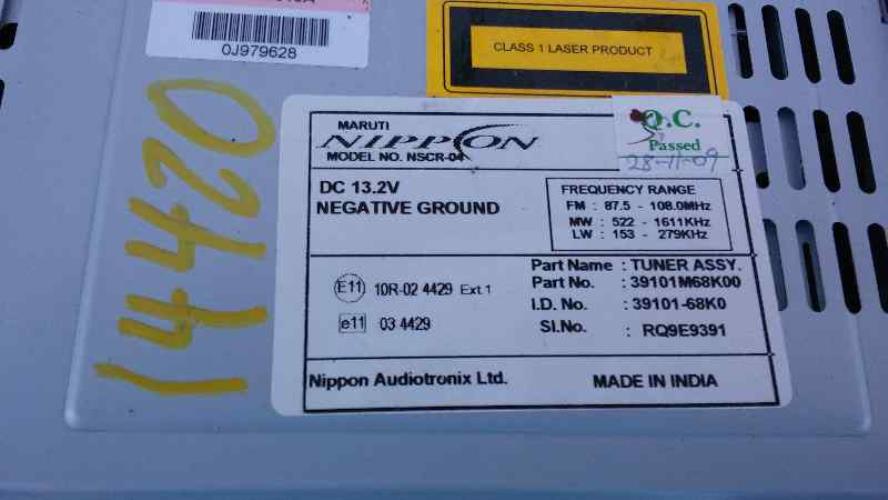 0J979628
CLASS 1 LASER PRODUCT
14420
MARUTI
NIPPON
MODEL NO. NSCR-04
Q.C.
Passed
28-11-09
DC 13.2V
NEGATIVE GROUND
FREQUENCY RANGE
FM : 87.5 - 108.0MHz
MW : 522 - 1611KHz
LW : 153 - 279KHz
E11 10R-02 4429 Ext.1
e11 03 4429
Part Name : TUNER ASSY.
Part No. : 39101M68K00
I.D. No. : 39101-68K0
Sl.No. : RQ9E9391
Nippon Audiotronix Ltd. MADE IN INDIA